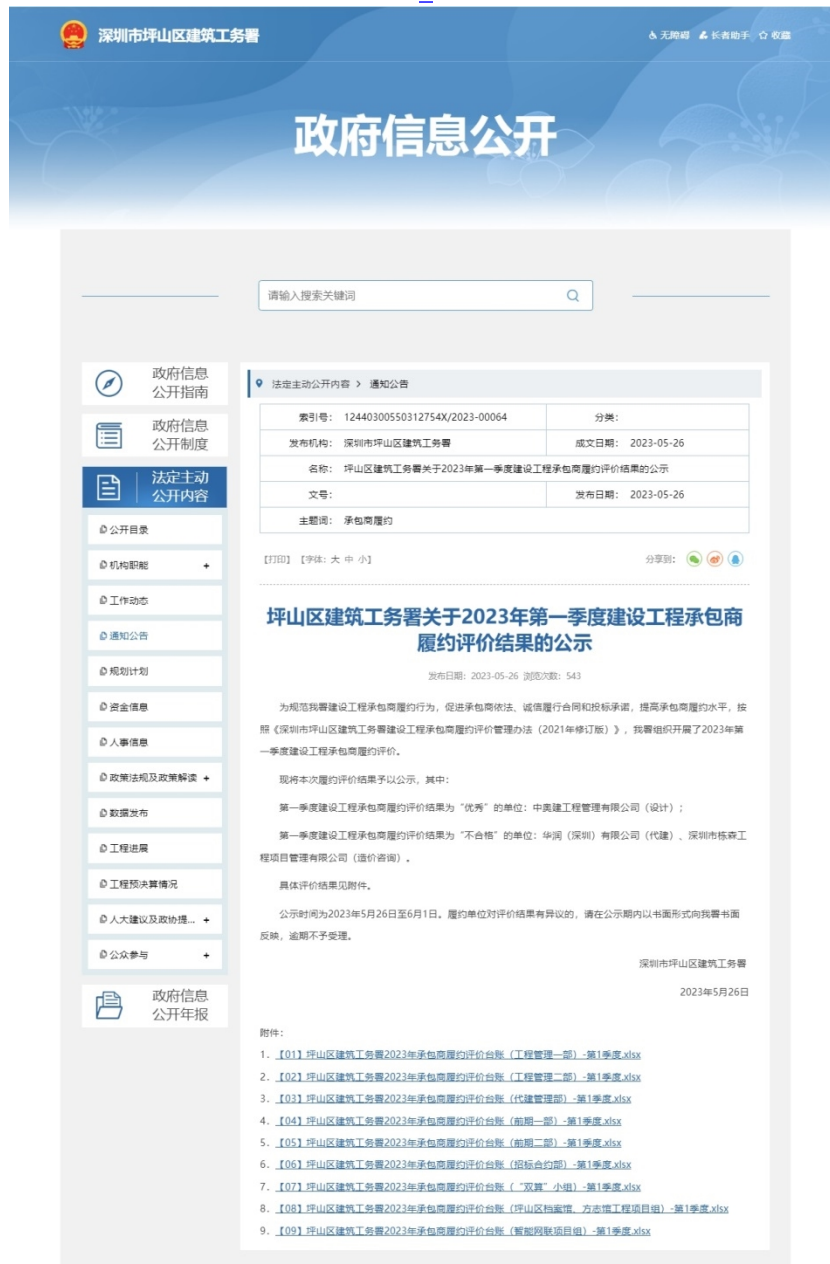 深圳市坪山区建筑工务署
无障碍 长者助手 收藏
政府信息公开
请输入搜索关键词
政府信息
公开指南
政府信息
公开制度
法定主动
公开内容
公开目录
机构职能 +
工作动态
通知公告
规划计划
资金信息
人事信息
政策法规及政策解读 +
数据发布
工程进展
工程预决算情况
人大建议及政协提... +
公众参与 +
政府信息
公开年报
法定主动公开内容 > 通知公告
索引号: 12440300550312754X/2023-00064 分类:
发布机构: 深圳市坪山区建筑工务署 成文日期: 2023-05-26
名称: 坪山区建筑工务署关于2023年第一季度建设工程承包商履约评价结果的公示
文号: 发布日期: 2023-05-26
主题词: 承包商履约
【打印】【字体: 大 中 小】 分享到:
坪山区建筑工务署关于2023年第一季度建设工程承包商
履约评价结果的公示
发布日期: 2023-05-26 浏览次数: 543
为规范我署建设工程承包商履约行为，促进承包商依法、诚信履行合同和投标承诺，提高承包商履约水平，按
照《深圳市坪山区建筑工务署建设工程承包商履约评价管理办法（2021年修订版）》，我署组织开展了2023年第
一季度建设工程承包商履约评价。
现将本次履约评价结果予以公示，其中：
第一季度建设工程承包商履约评价结果为“优秀”的单位：中奥建工程管理有限公司（设计）；
第一季度建设工程承包商履约评价结果为“不合格”的单位：华润（深圳）有限公司（代建）、深圳市栋森工
程项目管理有限公司（造价咨询）。
具体评价结果见附件。
公示时间为2023年5月26日至6月1日。履约单位对评价结果有异议的，请在公示期内以书面形式向我署书面
反映，逾期不予受理。
深圳市坪山区建筑工务署
2023年5月26日
附件：
1. 【01】坪山区建筑工务署2023年承包商履约评价台账（工程管理一部）-第1季度.xlsx
2. 【02】坪山区建筑工务署2023年承包商履约评价台账（工程管理二部）-第1季度.xlsx
3. 【03】坪山区建筑工务署2023年承包商履约评价台账（代建管理部）-第1季度.xlsx
4. 【04】坪山区建筑工务署2023年承包商履约评价台账（前期一部）-第1季度.xlsx
5. 【05】坪山区建筑工务署2023年承包商履约评价台账（前期二部）-第1季度.xlsx
6. 【06】坪山区建筑工务署2023年承包商履约评价台账（招标合约部）-第1季度.xlsx
7. 【07】坪山区建筑工务署2023年承包商履约评价台账（“双算”小组）-第1季度.xlsx
8. 【08】坪山区建筑工务署2023年承包商履约评价台账（坪山区档案馆、方志馆工程项目组）-第1季度.xlsx
9. 【09】坪山区建筑工务署2023年承包商履约评价台账（智能网联项目组）-第1季度.xlsx